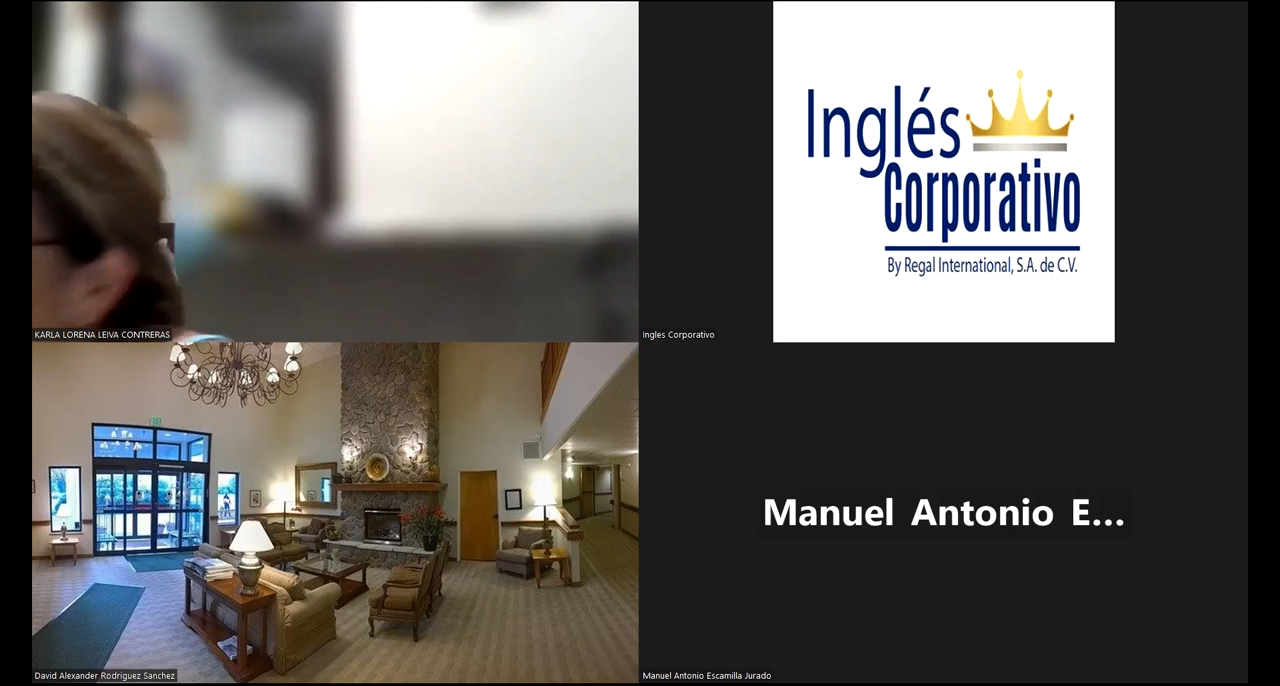 Inglés
Corporativo
By Regal International, S.A. de C.V.
KARLA LORENA LEIVA CONTRERAS
Ingles Corporativo
Manuel Antonio E...
David Alexander Rodriguez Sanchez
Manuel Antonio Escamilla Jurado